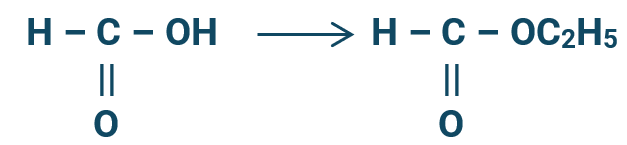 H – C – OH ⟶ H – C – OC₂H₅
|| ||
O O